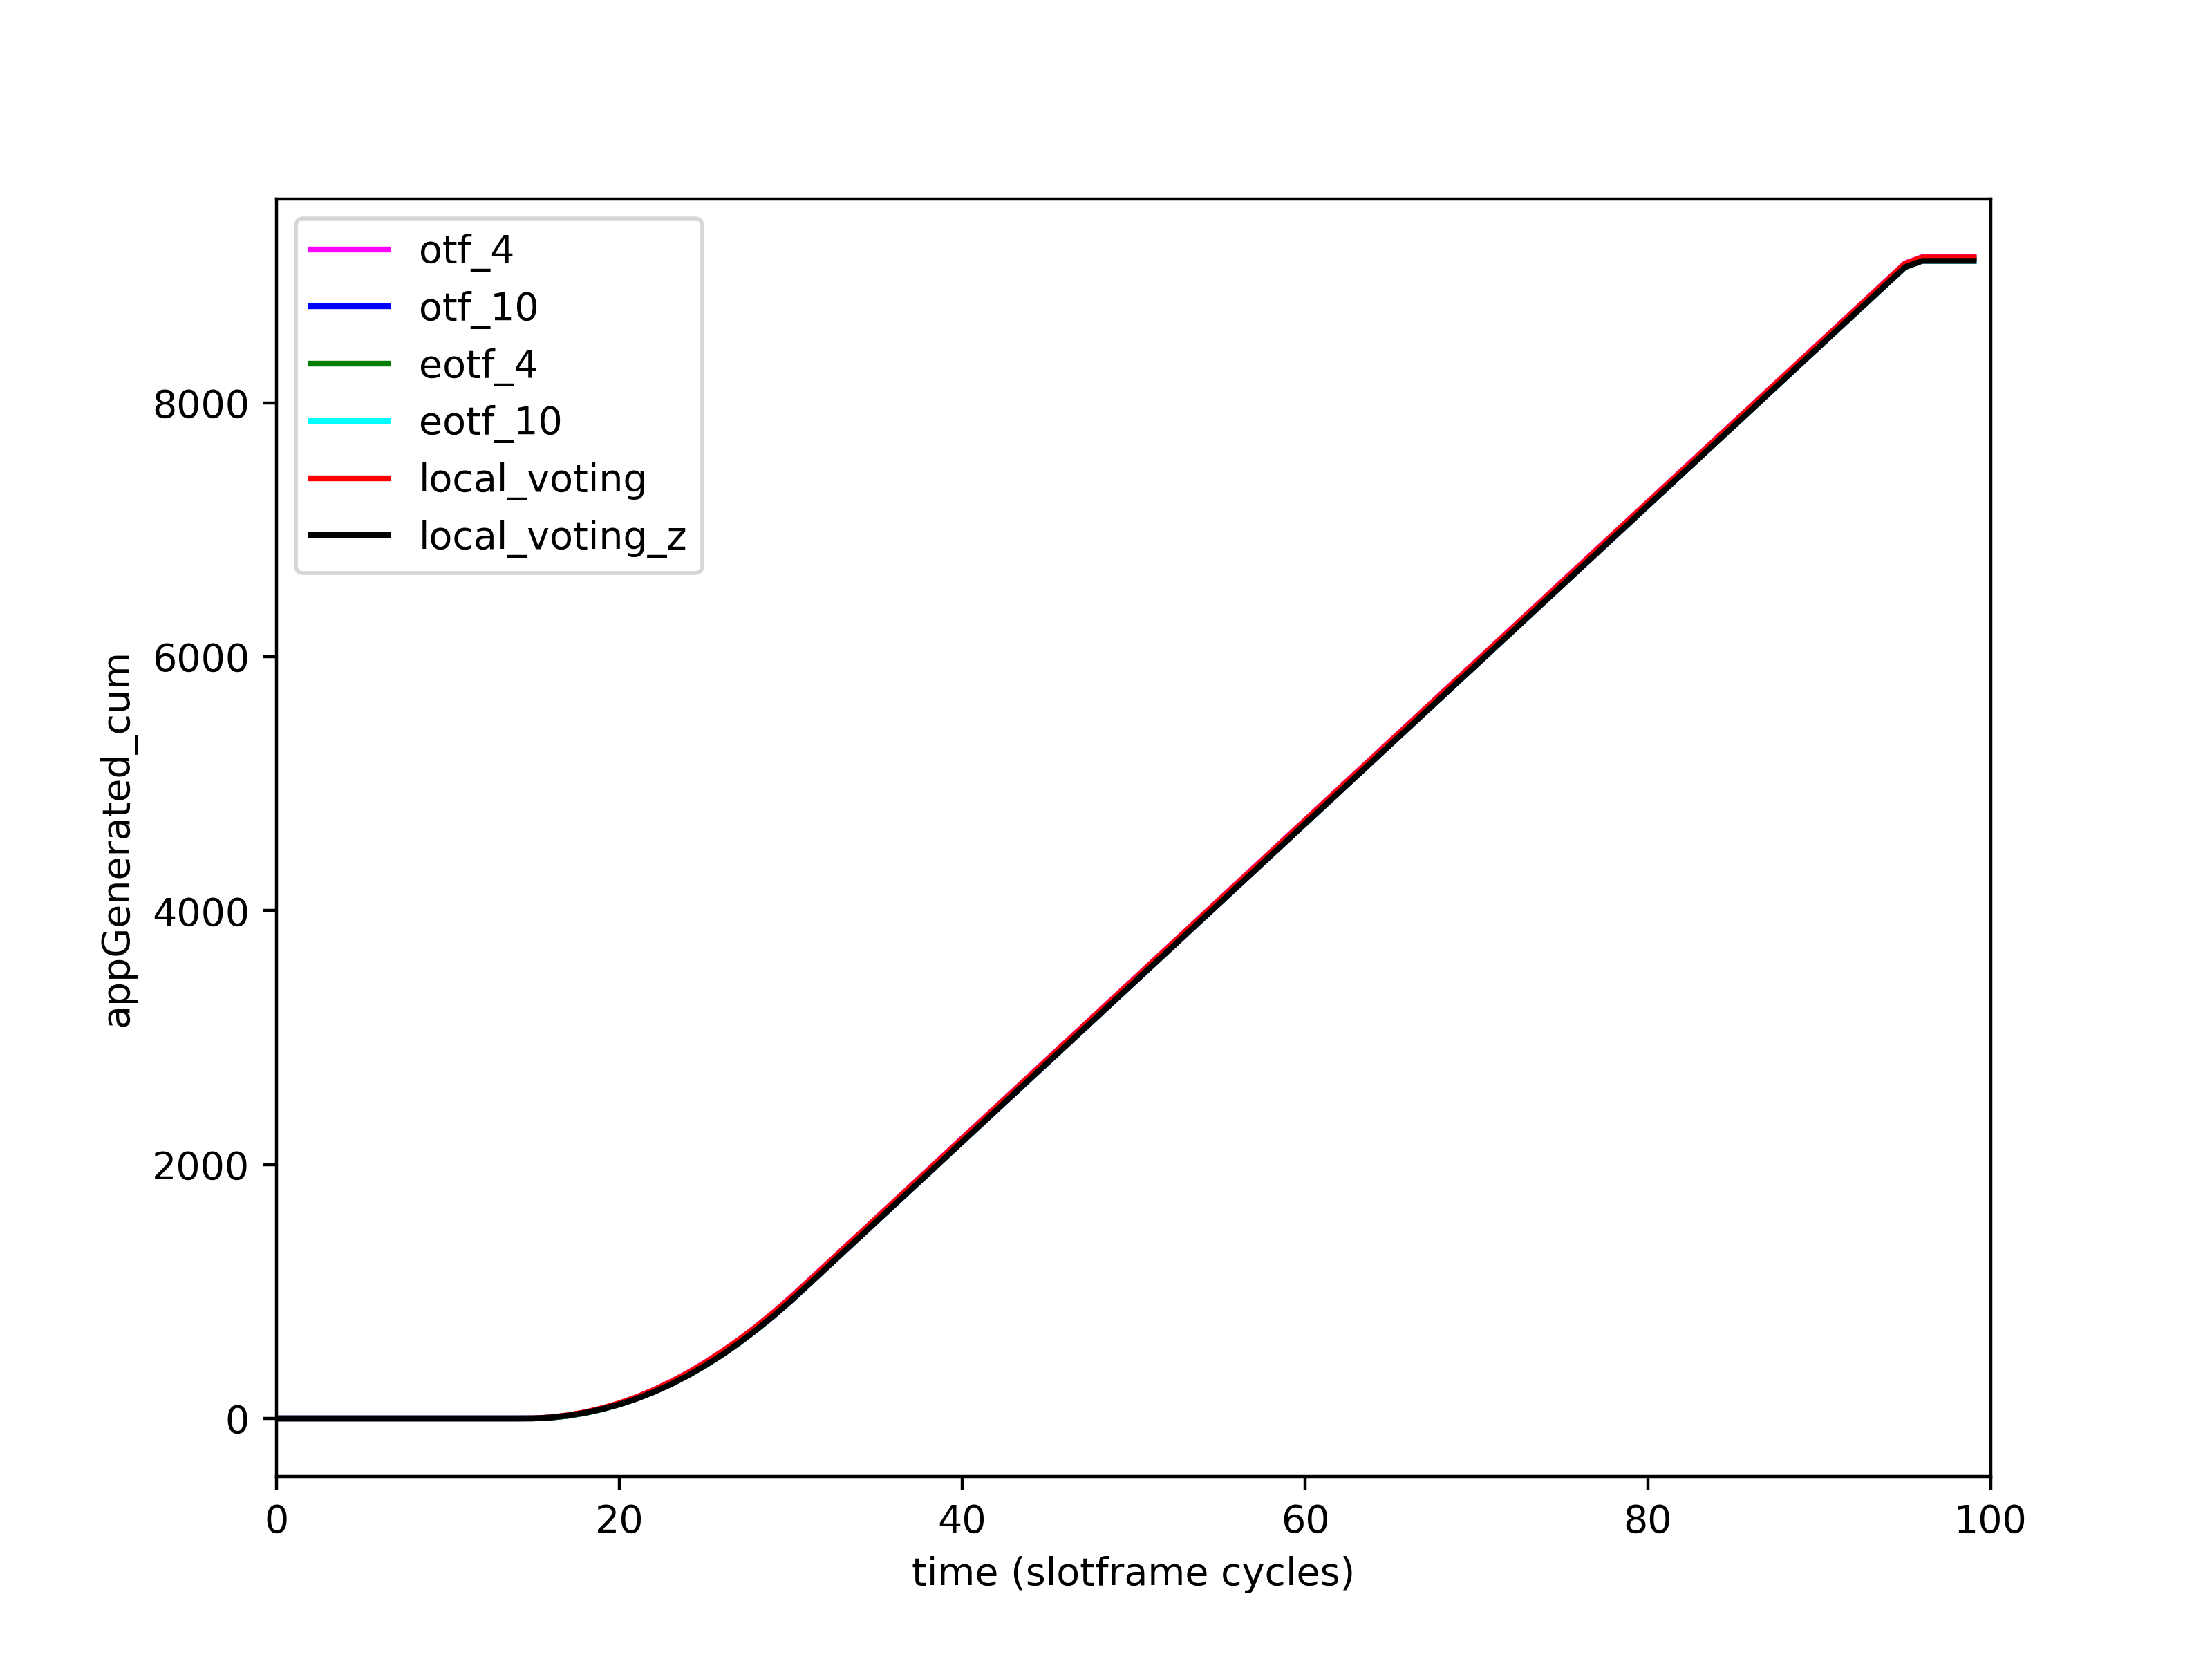 otf_4
otf_10
eotf_4
eotf_10
local_voting
local_voting_z
appGenerated_cum
8000
6000
4000
2000
0
0 20 40 60 80 100
time (slotframe cycles)